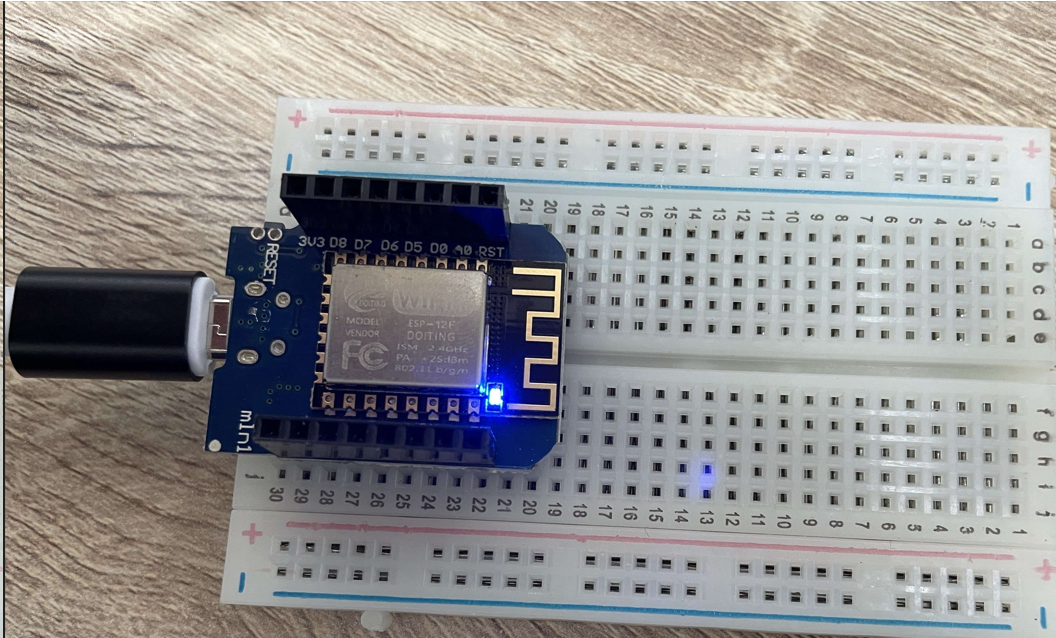 +
+
21 20 19 18 17 16 15 14 13 12 11 10 9 8 7 6 5 4 3 2 1
a
b
c
d
e
3V3 D8 D7 D6 D5 D0 A0 RST
RESET
DOITING
WiFi
MODEL ESP-12F
VENDOR DOITING
ISM 2.4GHz
PA +25dBm
802.11 b/g/n
FC
mini
f
g
h
i
j
j
30 29 28 27 26 25 24 23 22 21 20 19 18 17 16 15 14 13 12 11 10 9 8 7 6 5 4 3 2 1
+
+